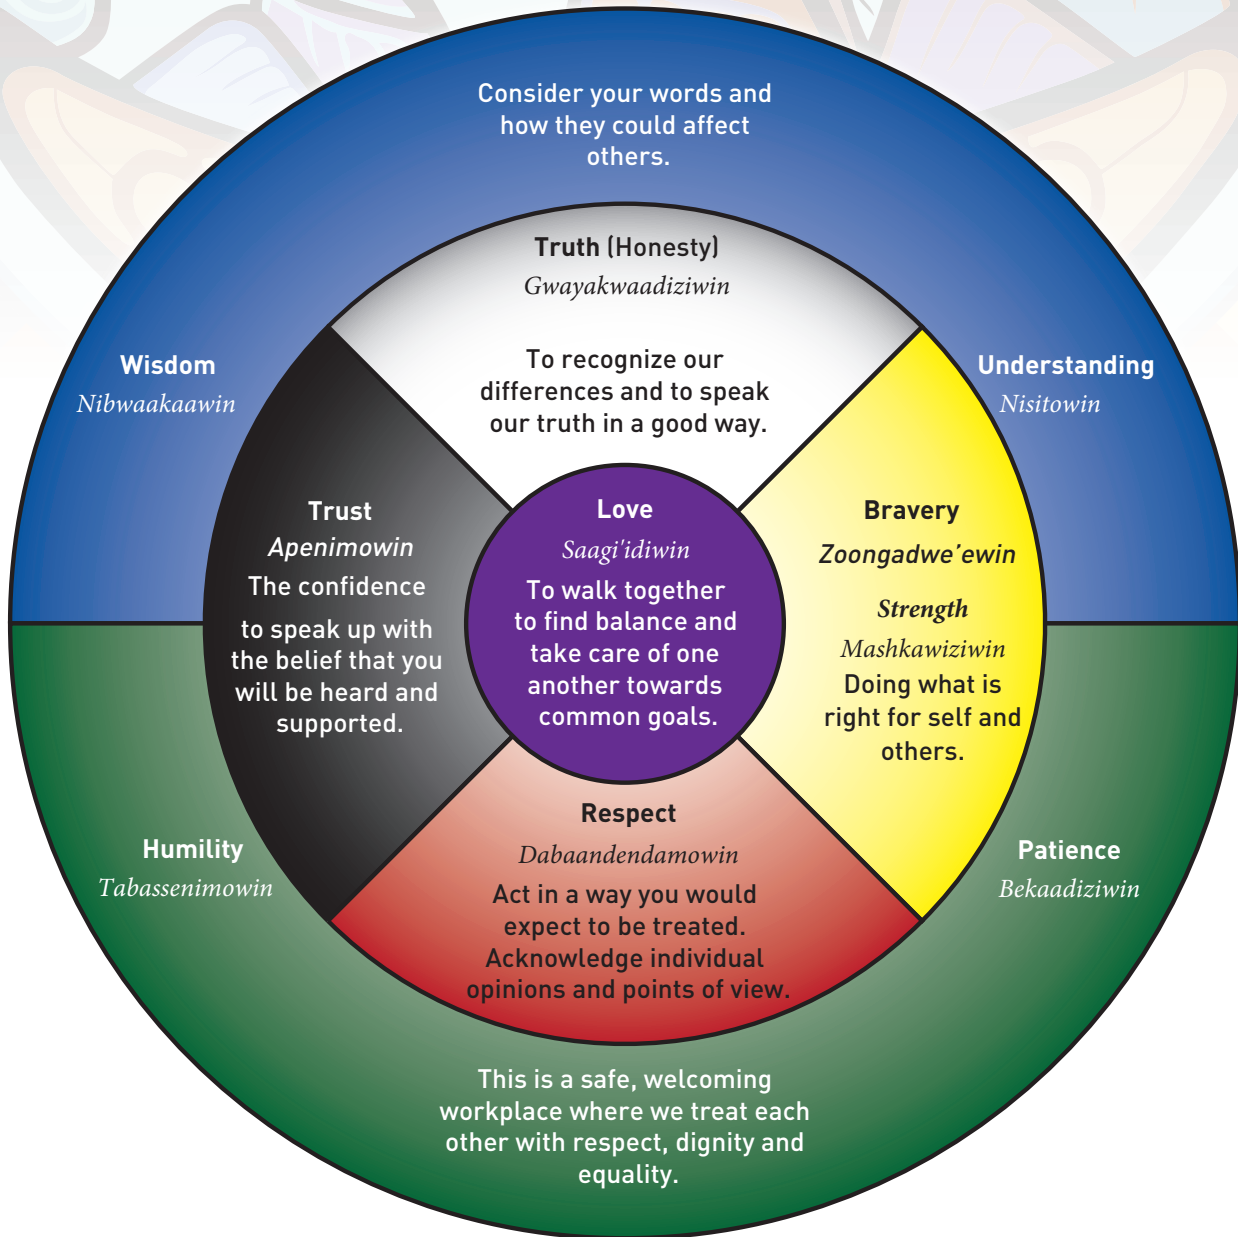 Consider your words and
how they could affect
others.
Truth (Honesty)
Gwayakwaadiziwin
To recognize our
differences and to speak
our truth in a good way.
Wisdom
Nibwaakaawin
Understanding
Nisitowin
Trust
Apenimowin
The confidence
to speak up with
the belief that you
will be heard and
supported.
Love
Saagi'idiwin
To walk together
to find balance and
take care of one
another towards
common goals.
Bravery
Zoongadwe’ewin
Strength
Mashkawiziwin
Doing what is
right for self and
others.
Respect
Dabaandendamowin
Act in a way you would
expect to be treated.
Acknowledge individual
opinions and points of view.
Humility
Tabassenimowin
Patience
Bekaadiziwin
This is a safe, welcoming
workplace where we treat each
other with respect, dignity and
equality.